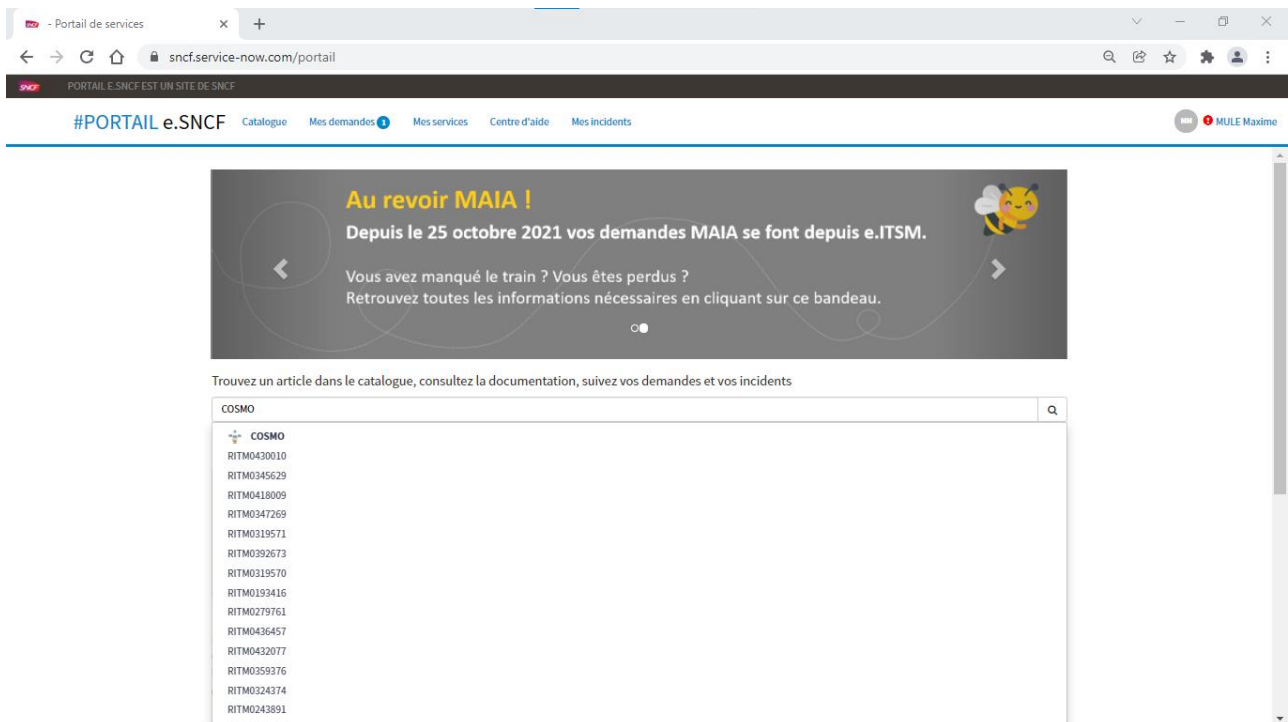 SNCF - Portail de services
sncf.service-now.com/portail
SNCF PORTAIL E.SNCF EST UN SITE DE SNCF
#PORTAIL e.SNCF Catalogue Mes demandes 1 Mes services Centre d'aide Mes incidents MM ! MULE Maxime
Au revoir MAIA !
Depuis le 25 octobre 2021 vos demandes MAIA se font depuis e.ITSM.
Vous avez manqué le train ? Vous êtes perdus ?
Retrouvez toutes les informations nécessaires en cliquant sur ce bandeau.
Trouvez un article dans le catalogue, consultez la documentation, suivez vos demandes et vos incidents
COSMO
COSMO
RITM0430010
RITM0345629
RITM0418009
RITM0347269
RITM0319571
RITM0392673
RITM0319570
RITM0193416
RITM0279761
RITM0436457
RITM0432077
RITM0359376
RITM0324374
RITM0243891